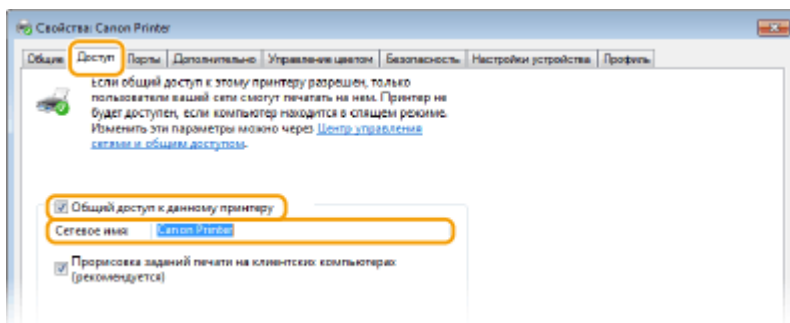 Свойства: Canon Printer
Общие Доступ Порты Дополнительно Управление цветом Безопасность Настройки устройства Профиль
Если общий доступ к этому принтеру разрешен, только
пользователи вашей сети смогут печатать на нем. Принтер не
будет доступен, если компьютер находится в спящем режиме.
Изменить эти параметры можно через Центр управления
сетями и общим доступом.
Общий доступ к данному принтеру
Сетевое имя: Canon Printer
Прорисовка заданий печати на клиентских компьютерах
(рекомендуется)